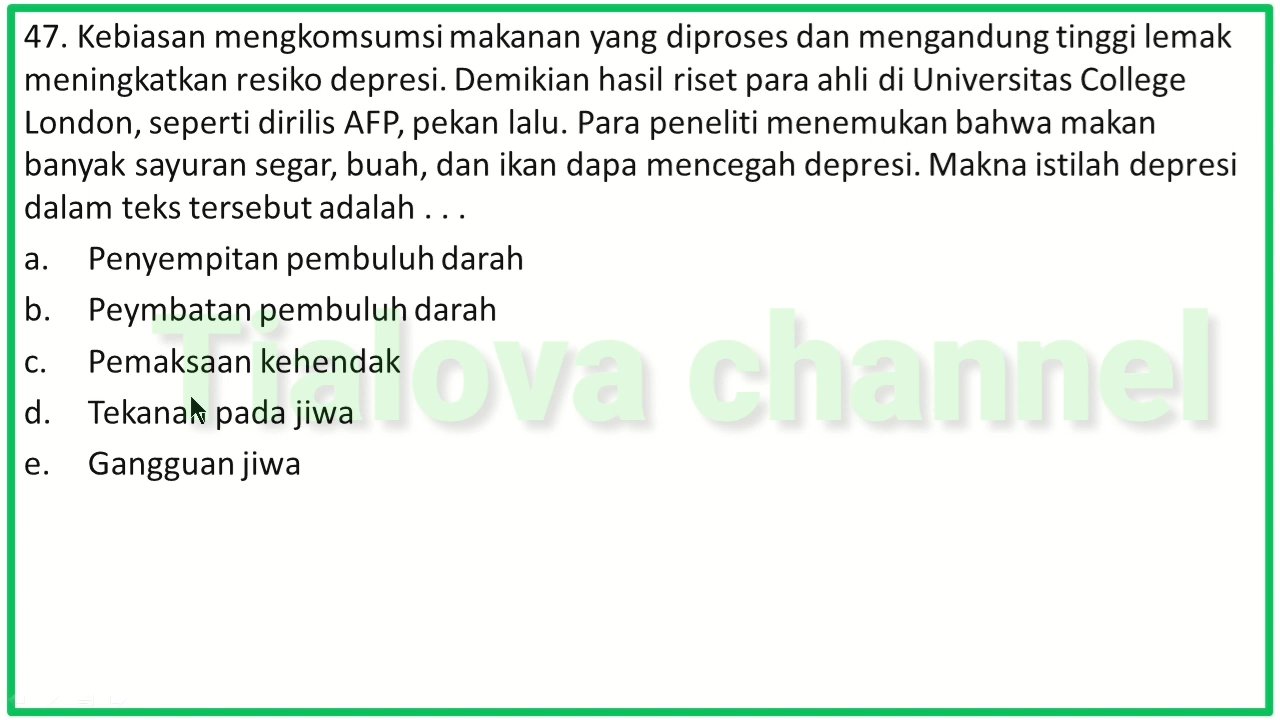 47. Kebiasan mengkomsumsi makanan yang diproses dan mengandung tinggi lemak
meningkatkan resiko depresi. Demikian hasil riset para ahli di Universitas College
London, seperti dirilis AFP, pekan lalu. Para peneliti menemukan bahwa makan
banyak sayuran segar, buah, dan ikan dapa mencegah depresi. Makna istilah depresi
dalam teks tersebut adalah . . .
a. Penyempitan pembuluh darah
b. Peymbatan pembuluh darah
c. Pemaksaan kehendak
Tialova channel
d. Tekanan pada jiwa
e. Gangguan jiwa